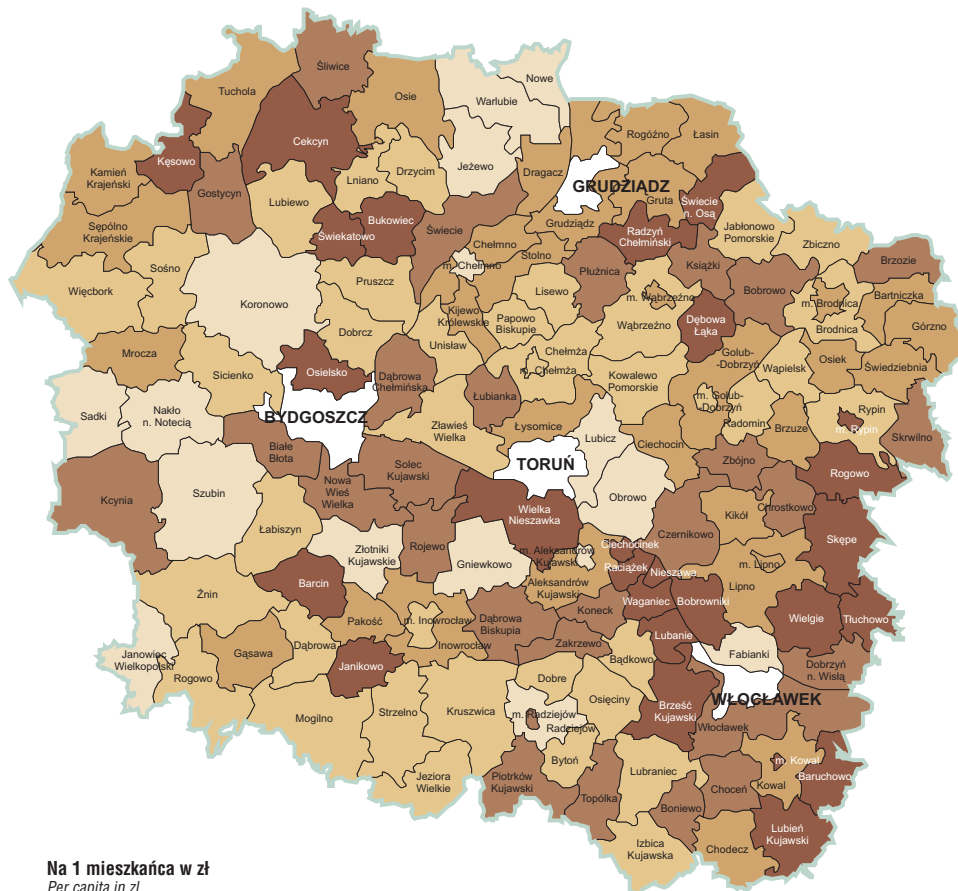 Śliwice
Nowe
Tuchola
Osie
Warlubie
Rogóźno
Łasin
Cekcyn
Kęsowo
Jeżewo
Drzycim
Dragacz
Kamień
Krajeński
Lniano
GRUDZIĄDZ
Gostycyn
Lubiewo
Gruta
Świecie
n. Osą
Bukowiec
Sępólno
Krajeńskie
Świekatowo
Świecie
Grudziądz
Radzyń
Chełmiński
Jabłonowo
Pomorskie
Zbiczno
Chełmno
Stolno
Sośno
m. Chełmno
Płużnica
Książki
Brzozie
Więcbork
Koronowo
Pruszcz
Lisewo
m. Wąbrzeźno
Bobrowo
m. Brodnica
Bartniczka
Kijewo
Królewskie
Papowo
Biskupie
Dębowa
Łąka
Górzno
Dobrcz
Unisław
Wąbrzeźno
Brodnica
Mrocza
Chełmża
Golub-
-Dobrzyń
Osiek
Sicienko
Osielsko
Dąbrowa
Chełmińska
m. Chełmża
Kowalewo
Pomorskie
Wąpielsk
Świedziebnia
Łubianka
m. Golub-
-Dobrzyń
Rypin
Sadki
Nakło
n. Notecią
BYDGOSZCZ
Zławieś
Wielka
Łysomice
Lubicz
Radomin
Brzuze
m. Rypin
Ciechocin
Skrwilno
Białe
Błota
TORUŃ
Zbójno
Solec
Kujawski
Rogowo
Kcynia
Szubin
Nowa
Wieś
Wielka
Obrowo
Wielka
Nieszawka
Kikół
Chrostkowo
Łabiszyn
Czernikowo
Skępe
Złotniki
Kujawskie
Rojewo
Gniewkowo
m. Aleksandrów
Kujawski
Ciechocinek
Raciążek
Nieszawa
m. Lipno
Barcin
Aleksandrów
Kujawski
Lipno
Żnin
Waganiec
Bobrowniki
Pakość
m. Inowrocław
Koneck
Wielgie
Tłuchowo
Dąbrowa
Biskupia
Inowrocław
Zakrzewo
Lubanie
Janowiec
Wielkopolski
Gąsawa
Dąbrowa
Janikowo
Bądkowo
Fabianki
Rogowo
Dobre
Dobrzyń
n. Wisłą
Osięciny
Brześć
Kujawski
WŁOCŁAWEK
Mogilno
Strzelno
Kruszwica
m. Radziejów
Radziejów
Włocławek
Bytoń
m. Kowal
Jeziora
Wielkie
Piotrków
Kujawski
Lubraniec
Baruchowo
Kowal
Choceń
Topólka
Boniewo
Lubień
Kujawski
Izbica
Kujawska
Chodecz
Na 1 mieszkańca w zł
Per capita in zl